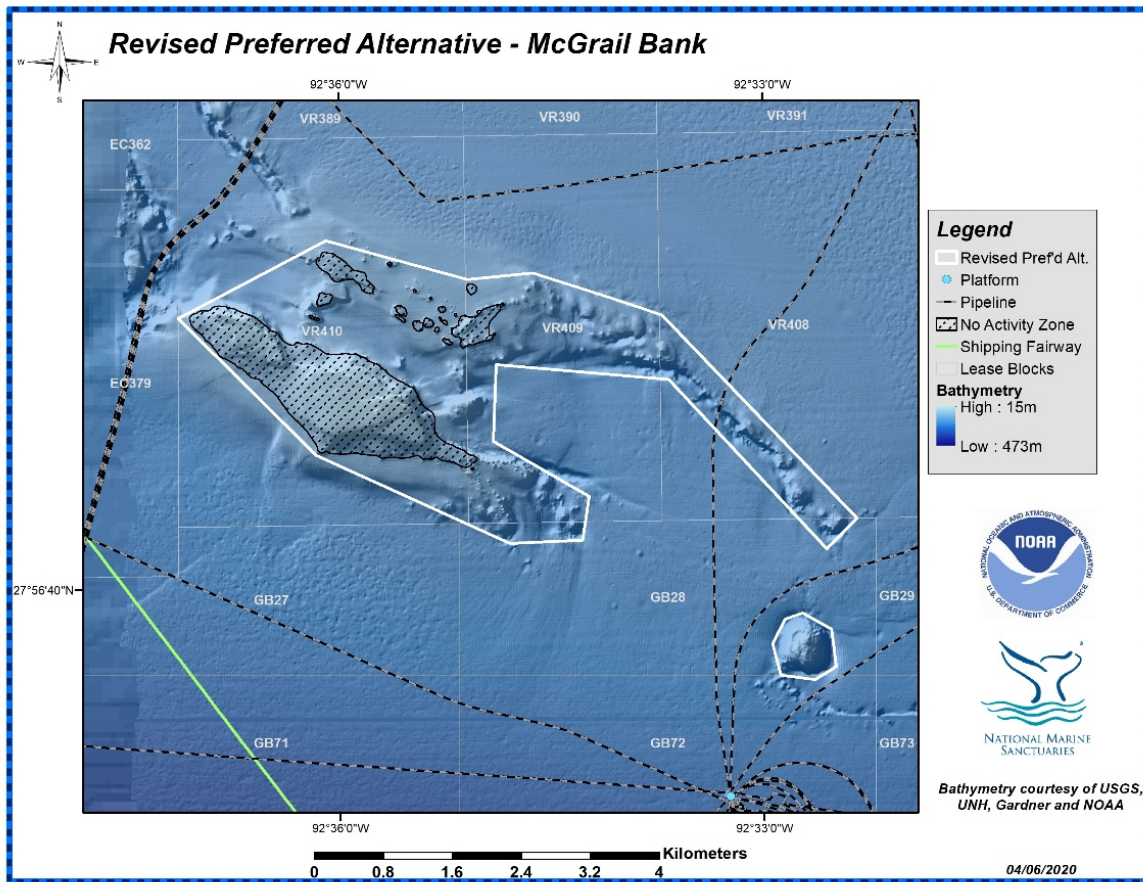 Revised Preferred Alternative - McGrail Bank
N
W
E
S
92°36'0"W
92°33'0"W
VR389
VR390
VR391
EC362
VR410
VR409
VR408
EC379
27°56'40"N
GB27
GB28
GB29
GB71
GB72
GB73
92°36'0"W
92°33'0"W
Legend
Revised Pref'd Alt.
Platform
Pipeline
No Activity Zone
Shipping Fairway
Lease Blocks
Bathymetry
High : 15m
Low : 473m
NATIONAL OCEANIC AND ATMOSPHERIC ADMINISTRATION
NOAA
U.S. DEPARTMENT OF COMMERCE
NATIONAL MARINE
SANCTUARIES
Bathymetry courtesy of USGS,
UNH, Gardner and NOAA
Kilometers
0 0.8 1.6 2.4 3.2 4
04/06/2020